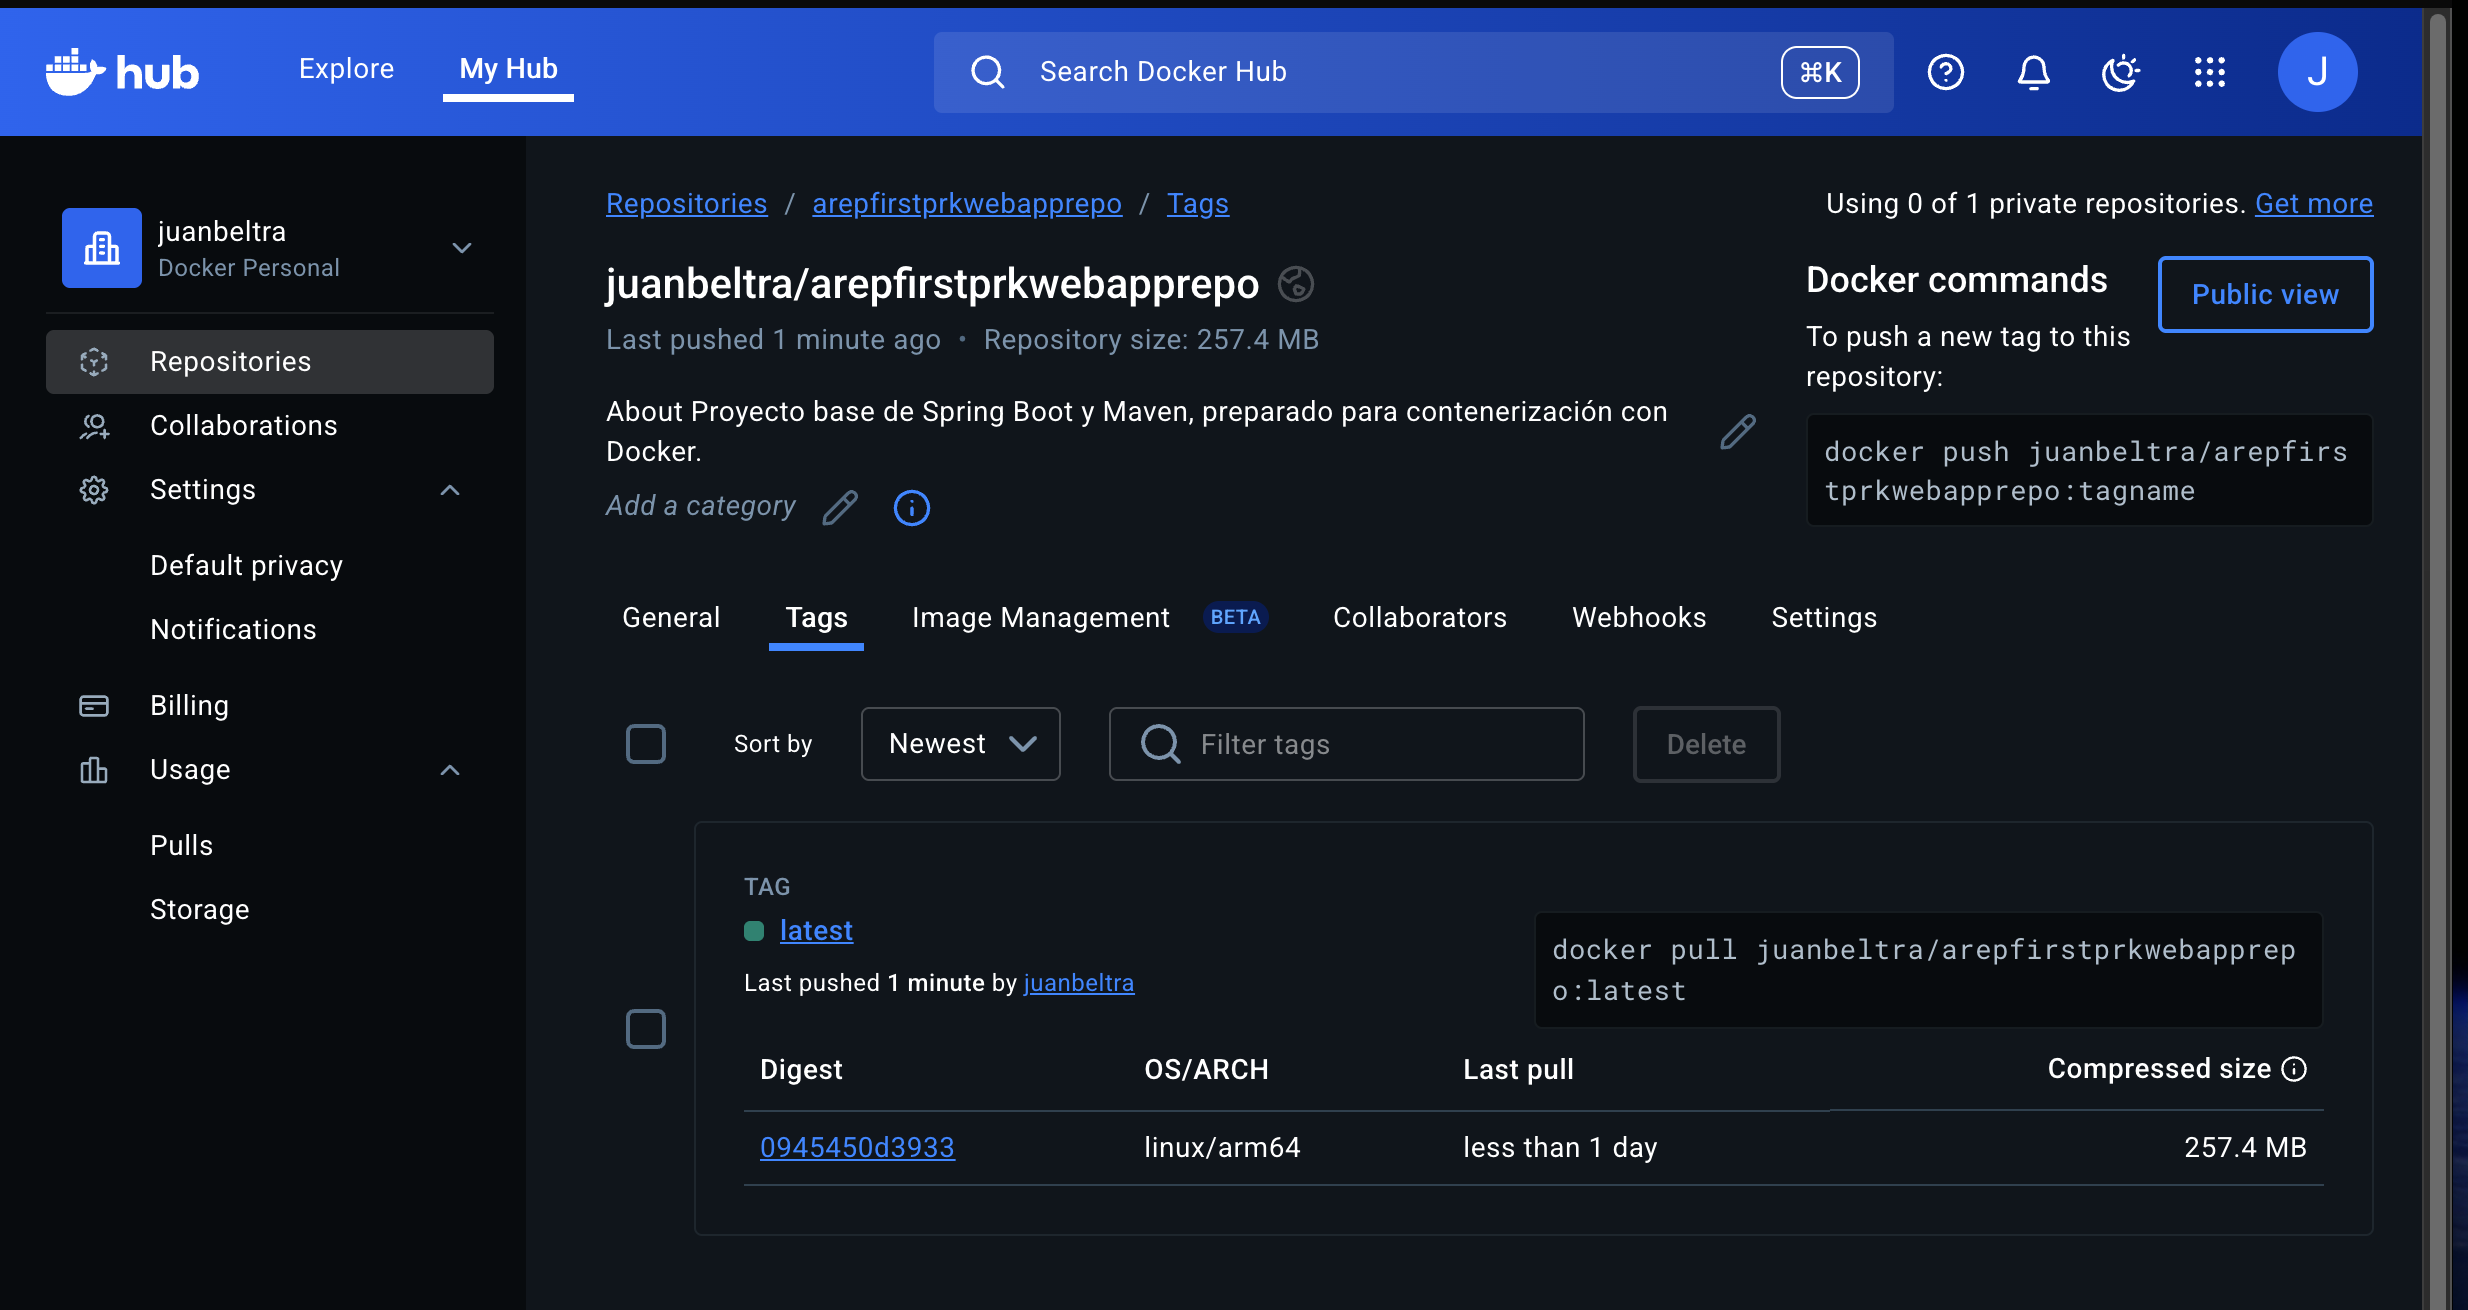 hub
Explore
My Hub
Search Docker Hub
⌘K
J
juanbeltra
Docker Personal
Repositories
Collaborations
Settings
Default privacy
Notifications
Billing
Usage
Pulls
Storage
Repositories / arepfirstprkwebapprepo / Tags
Using 0 of 1 private repositories. Get more
juanbeltra/arepfirstprkwebapprepo
Last pushed 1 minute ago • Repository size: 257.4 MB
About Proyecto base de Spring Boot y Maven, preparado para contenerización con
Docker.
Add a category
Docker commands
Public view
To push a new tag to this
repository:
docker push juanbeltra/arepfirs
tprkwebapprepo:tagname
General
Tags
Image Management BETA
Collaborators
Webhooks
Settings
Sort by
Newest
Filter tags
Delete
TAG
latest
Last pushed 1 minute by juanbeltra
docker pull juanbeltra/arepfirstprkwebapprep
o:latest
Digest
OS/ARCH
Last pull
Compressed size
0945450d3933
linux/arm64
less than 1 day
257.4 MB